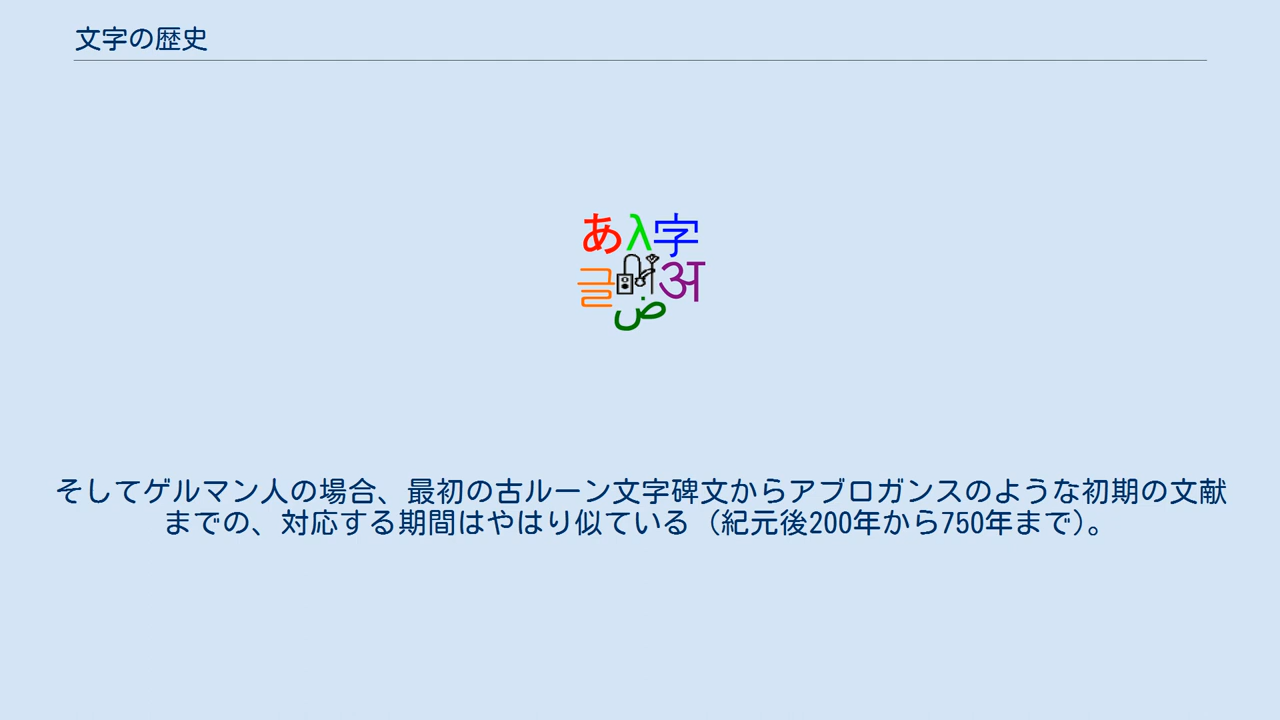 文字の歴史
あλ字
글अ
ض
そしてゲルマン人の場合、最初の古ルーン文字碑文からアブロガンスのような初期の文献
までの、対応する期間はやはり似ている（紀元後200年から750年まで）。